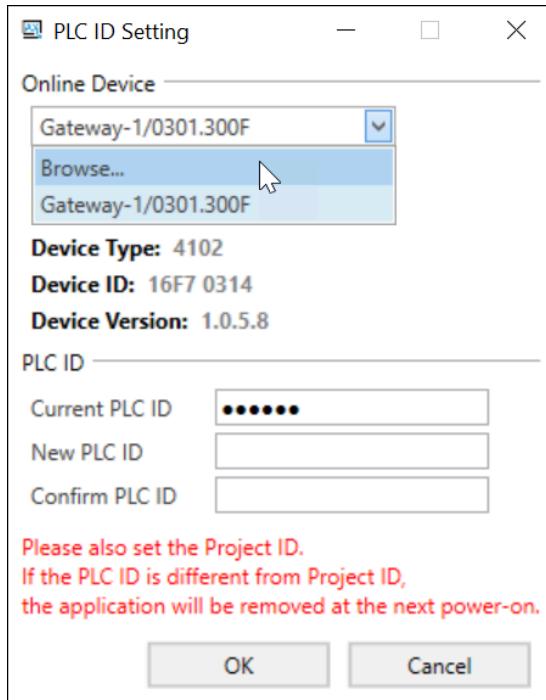 PLC ID Setting
Online Device
Gateway-1/0301.300F
Browse...
Gateway-1/0301.300F
Device Type: 4102
Device ID: 16F7 0314
Device Version: 1.0.5.8
PLC ID
Current PLC ID ●●●●●●
New PLC ID
Confirm PLC ID
Please also set the Project ID.
If the PLC ID is different from Project ID,
the application will be removed at the next power-on.
OK Cancel